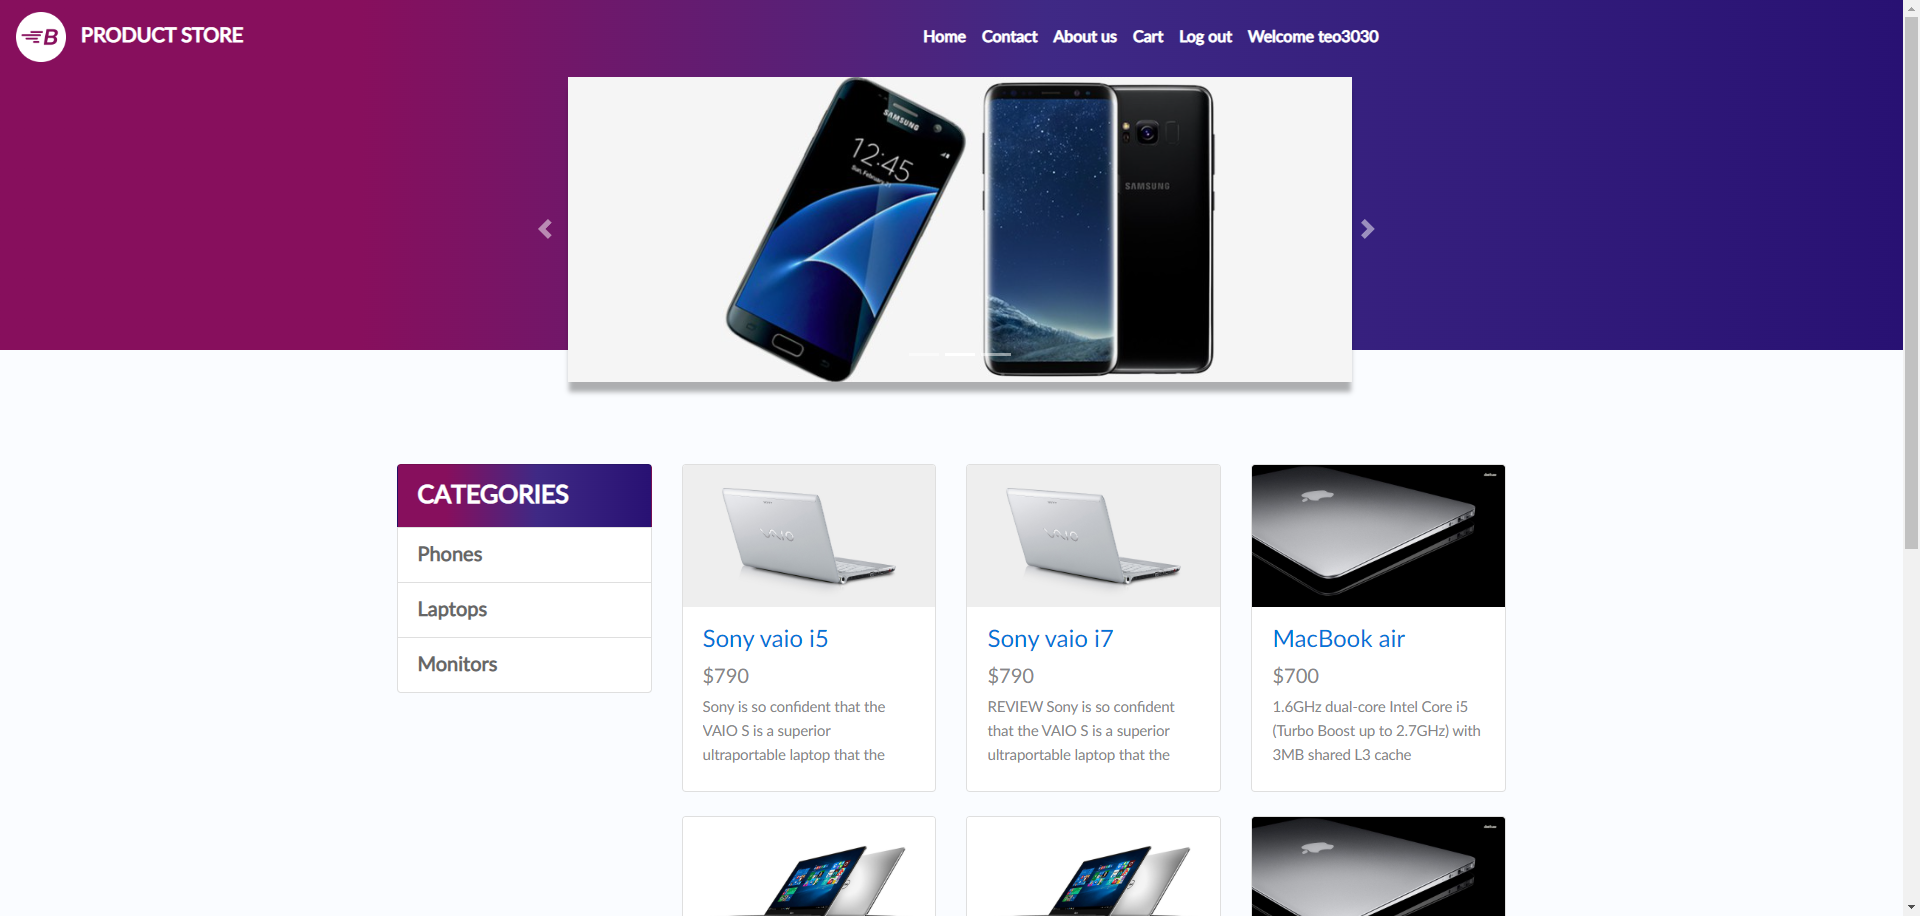 B PRODUCT STORE
Home Contact About us Cart Log out Welcome teo3030
SAMSUNG
12:45
SAMSUNG
CATEGORIES
Phones
Laptops
Monitors
VAIO
Sony vaio i5
$790
Sony is so confident that the
VAIO S is a superior
ultraportable laptop that the
VAIO
Sony vaio i7
$790
REVIEW Sony is so confident
that the VAIO S is a superior
ultraportable laptop that the
MacBook air
$700
1.6GHz dual-core Intel Core i5
(Turbo Boost up to 2.7GHz) with
3MB shared L3 cache